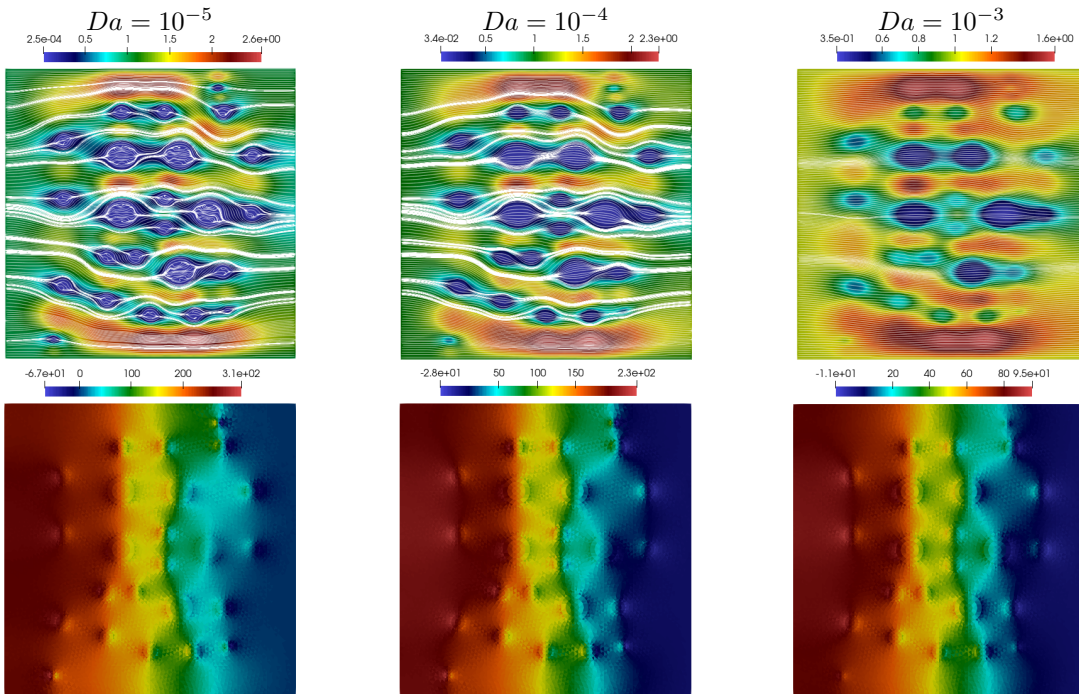 Da = 10⁻⁵
Da = 10⁻⁴
Da = 10⁻³
2.5e-04 0.5 1 1.5 2 2.6e+00
3.4e-02 0.5 1 1.5 2 2.3e+00
3.5e-01 0.6 0.8 1.0 1.2 1.6e+00
-6.7e+01 0 100 200 3.1e+02
-2.8e+01 50 100 150 2.3e+02
-1.1e+01 20 40 60 80 9.5e+01